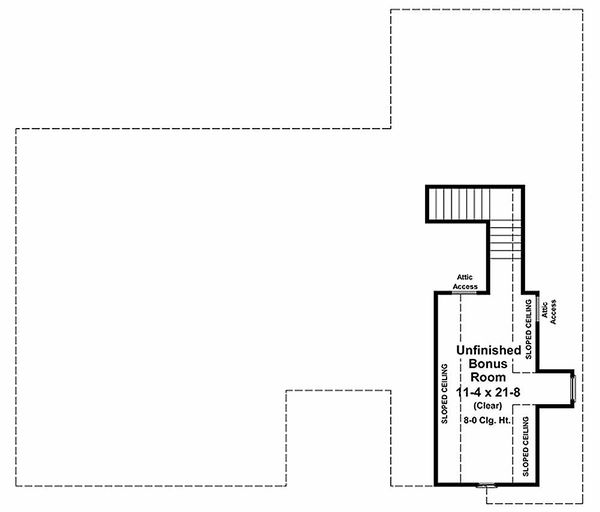 Attic
Access
SLOPED CEILING
Attic
Access
Unfinished
Bonus
Room
11-4 x 21-8
(Clear)
8-0 Clg. Ht.
SLOPED CEILING
SLOPED CEILING